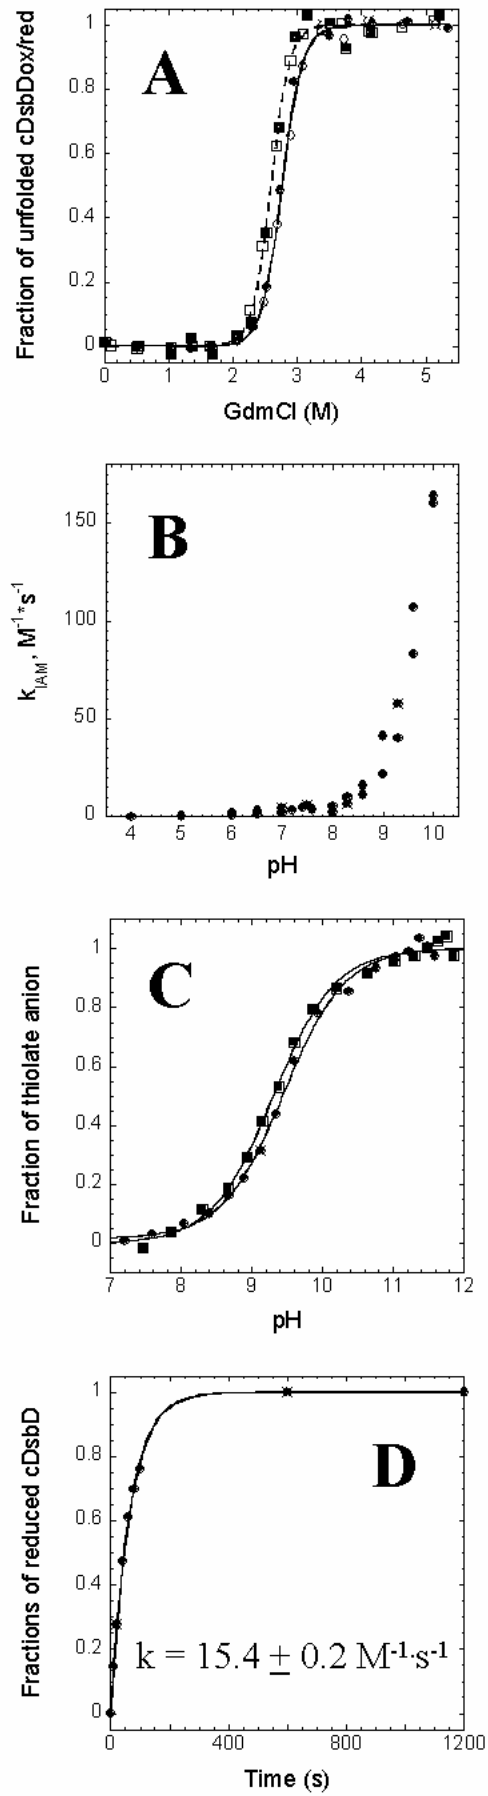 A
Fraction of unfolded cDsbDox/red
1
0.8
0.6
0.4
0.2
0
0 1 2 3 4 5
GdmCl (M)
B
k_IAM, M⁻¹*s⁻¹
150
100
50
0
4 5 6 7 8 9 10
pH
C
Fraction of thiolate anion
1
0.8
0.6
0.4
0.2
0
7 8 9 10 11 12
pH
D
Fractions of reduced cDsbD
1
0.8
0.6
0.4
0.2
0
k = 15.4 ± 0.2 M⁻¹·s⁻¹
0 400 800 1200
Time (s)